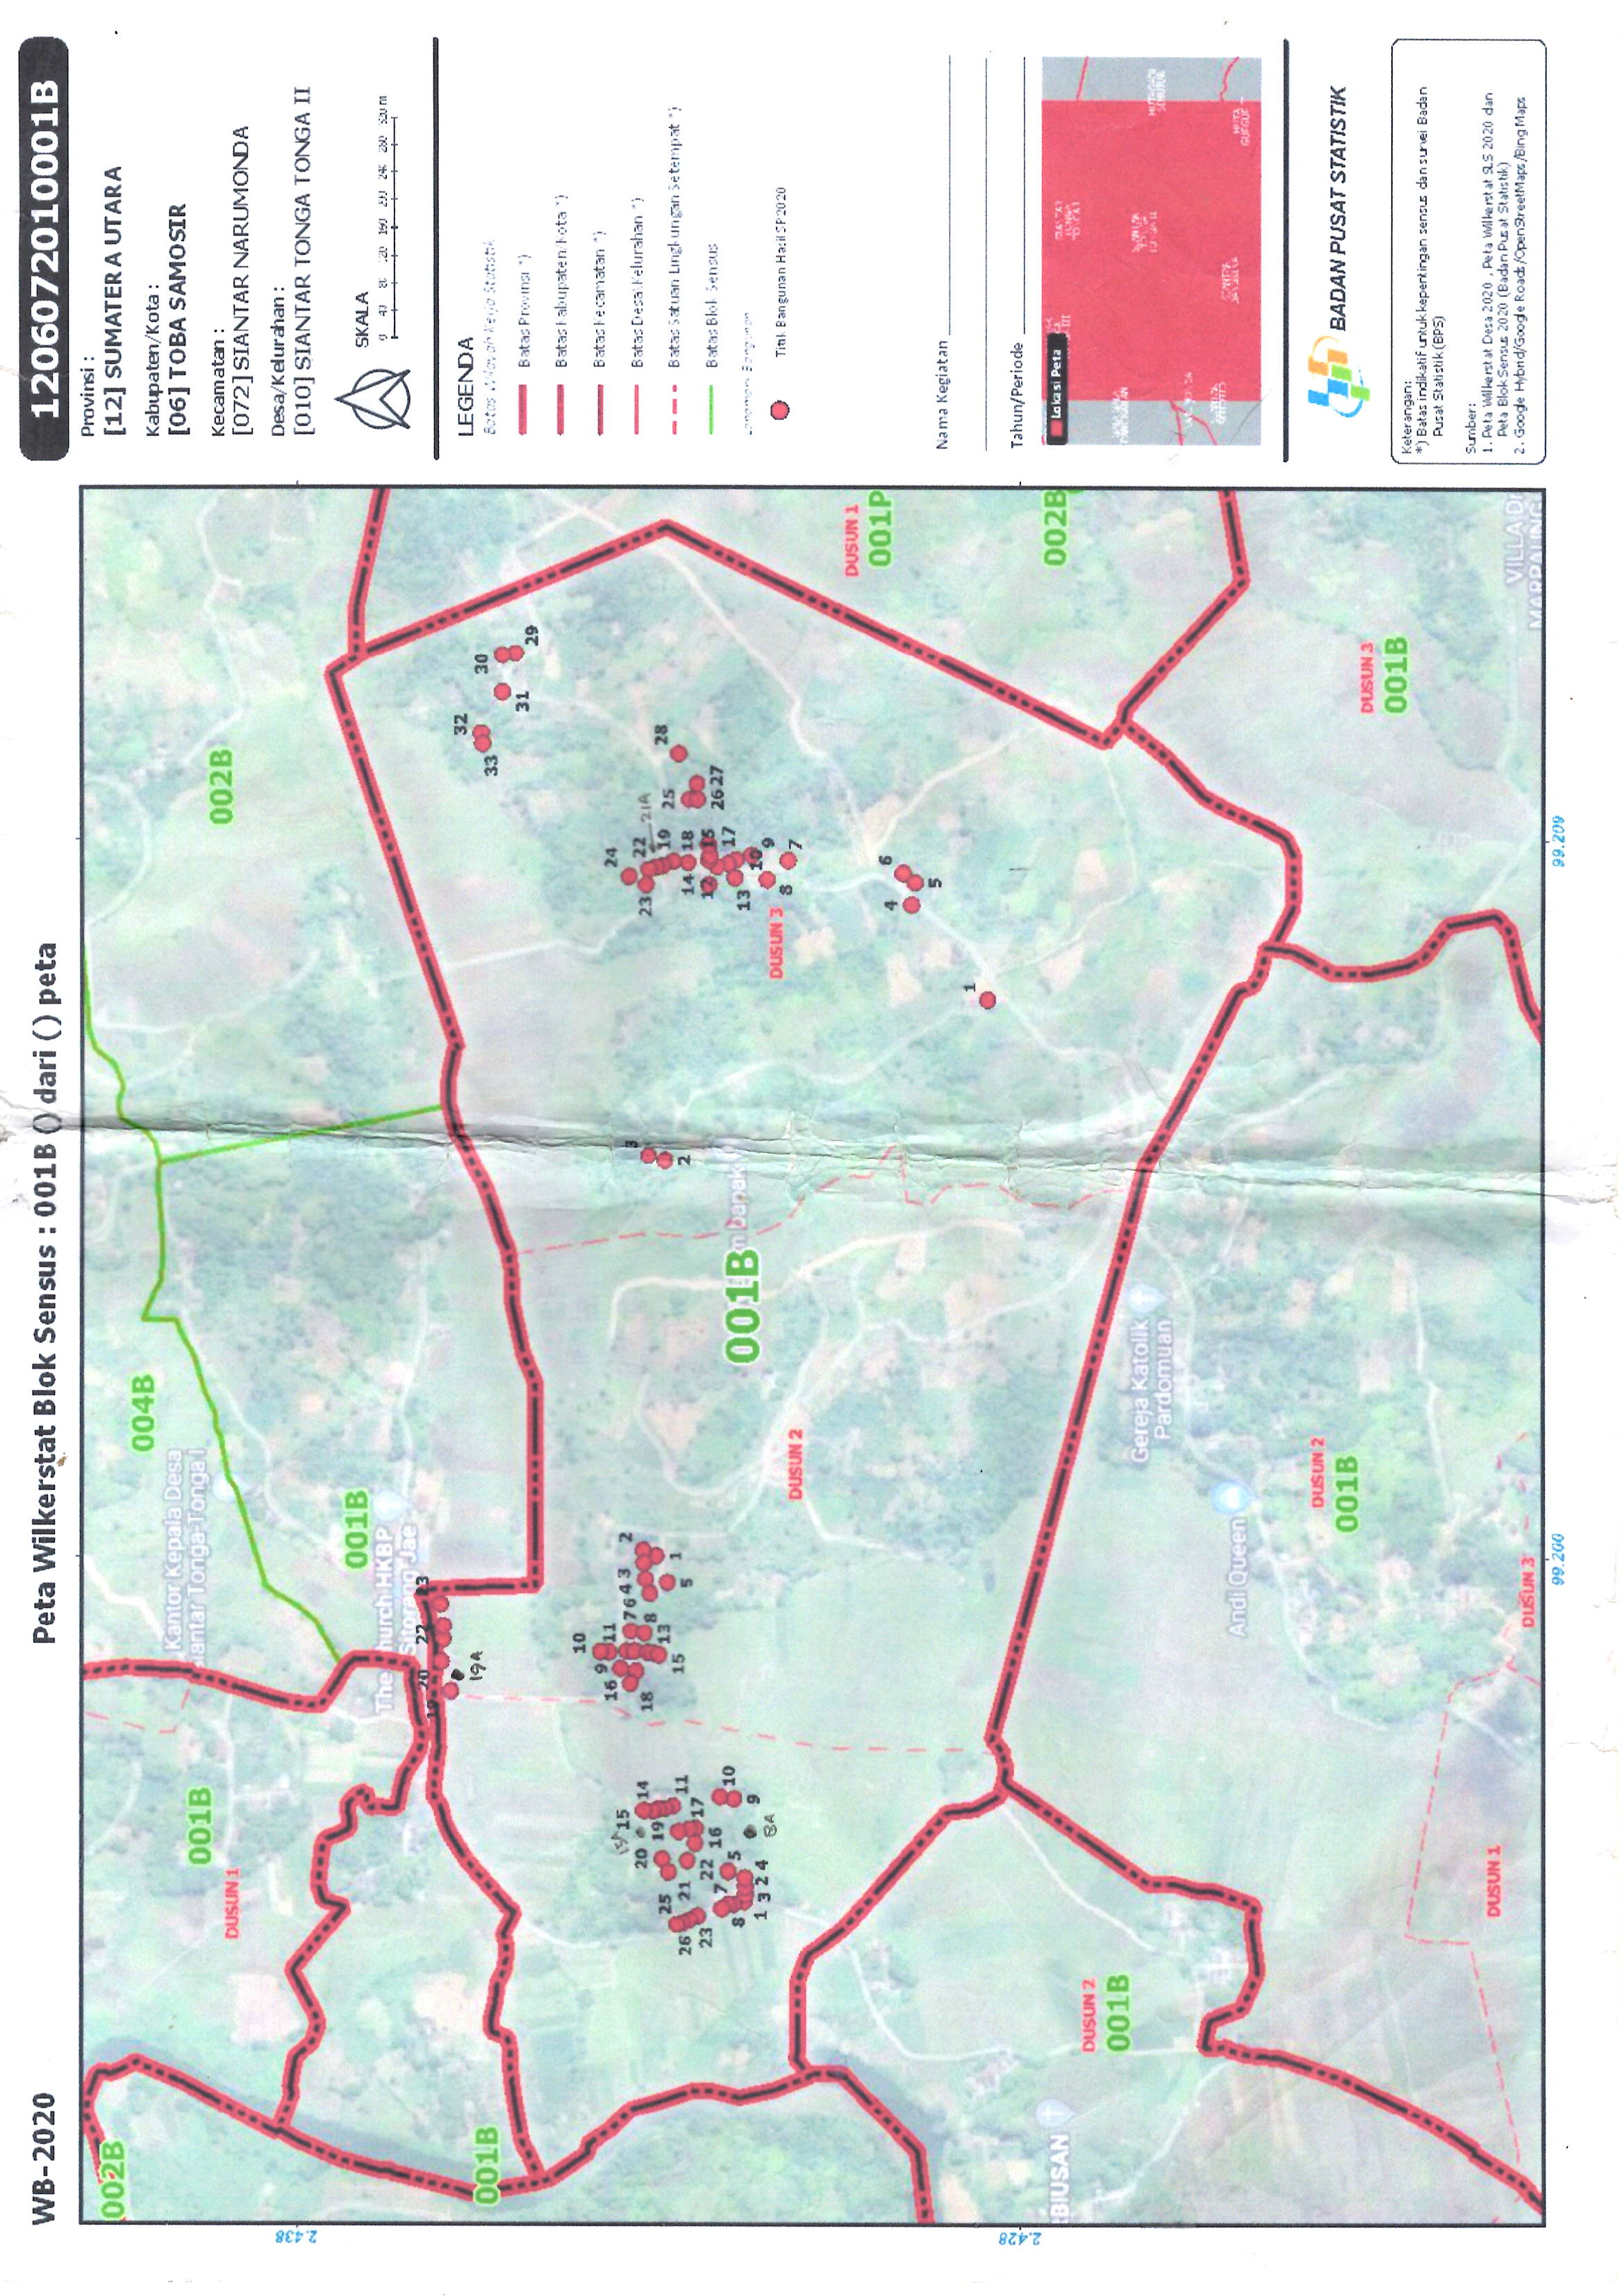 WB-2020
Peta Wilkerstat Blok Sensus : 001B () dari () peta
1206072010001B
Provinsi :
[12] SUMATERA UTARA
Kabupaten/Kota :
[06] TOBA SAMOSIR
Kecamatan :
[072] SIANTAR NARUMONDA
Desa/Kelurahan :
[010] SIANTAR TONGA TONGA II
SKALA
0 40 80 120 160 200 240 280 320 m
LEGENDA
Batas Wilayah Kerja Statistik
Batas Provinsi *)
Batas Kabupaten/Kota *)
Batas Kecamatan *)
Batas Desa/Kelurahan *)
Batas Satuan Lingkungan Setempat *)
Batas Blok Sensus
Landmark Bangunan
Titik Bangunan Hasil SP2020
Nama Kegiatan
Tahun/Periode
Lokasi Peta
BADAN PUSAT STATISTIK
Keterangan:
*) Batas indikatif untuk kepentingan sensus dan survei Badan
Pusat Statistik (BPS)
Sumber:
1. Peta Wilkerstat Desa 2020 , Peta Wilkerstat SLS 2020 dan
Peta Blok Sensus 2020 (Badan Pusat Statistik)
2. Google Hybrid/Google Roads/OpenStreetMaps/Bing Maps
002B
004B
001B
DUSUN 1
Kantor Kepala Desa
Siantar Tonga-Tonga I
002B
2.438
001B
The Church HKBP
Sitorang Jae
19 20 22 23
19A
001B
32
33 30
31
29
10
9 11
16
18
7 6 4 3 2
8
13
15
5 1
15A 15
20 14
19
25
26 21 11
23 22 17
16
7
8 5 10
1 3 2 4 9
8A
3
2
24
23 22 21A
19
25 28
14 18
12 15
26 27
17
13
10
9
8
7
001B
DUSUN 2
DUSUN 3
DUSUN 1
001P
4 6
5
1
2.428
BIUSAN
DUSUN 2
001B
002B
Gereja Katolik
Pardomuan
Andi Queen
DUSUN 2
001B
DUSUN 3
001B
DUSUN 1
DUSUN 3
MARPAUNG
99.200
99.209